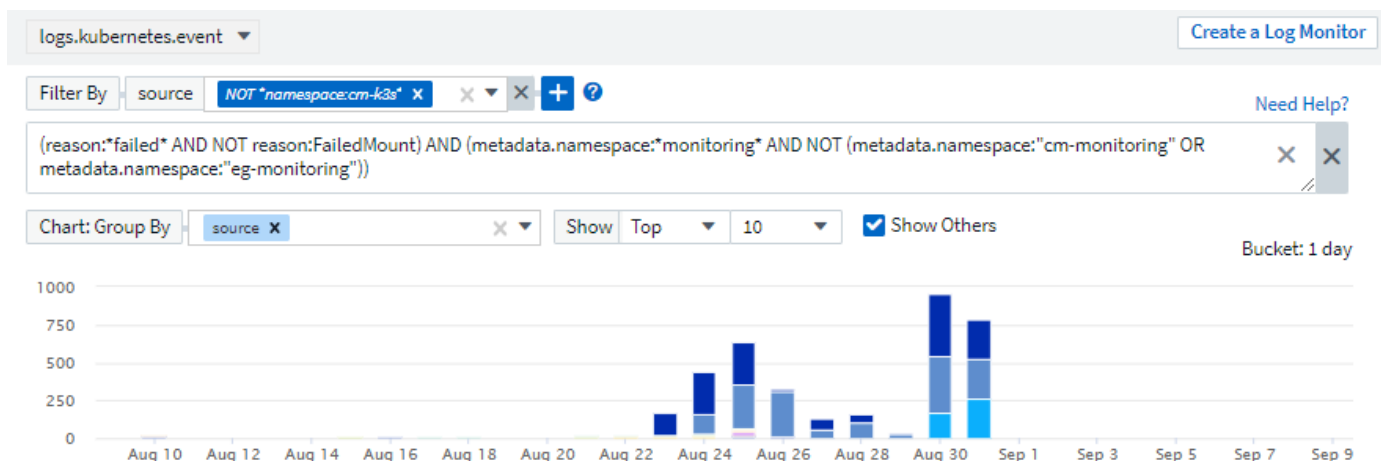 logs.kubernetes.event
Create a Log Monitor
Filter By source NOT "namespace:cm-k3s" X
Need Help?
(reason:*failed* AND NOT reason:FailedMount) AND (metadata.namespace:*monitoring* AND NOT (metadata.namespace:"cm-monitoring" OR
metadata.namespace:"eg-monitoring"))
Chart: Group By source X Show Top 10 Show Others
Bucket: 1 day
1000
750
500
250
0
Aug 10 Aug 12 Aug 14 Aug 16 Aug 18 Aug 20 Aug 22 Aug 24 Aug 26 Aug 28 Aug 30 Sep 1 Sep 3 Sep 5 Sep 7 Sep 9